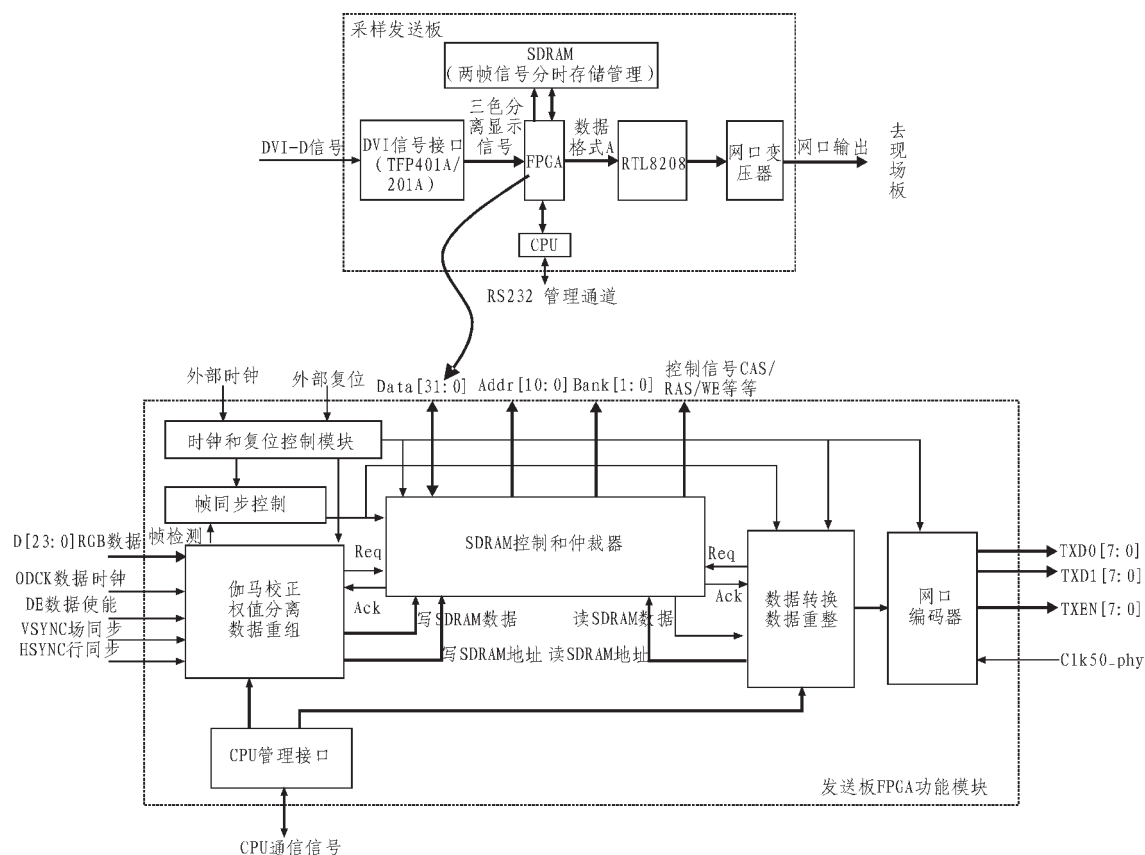 采样发送板
SDRAM
(两帧信号分时存储管理)
三色分
离显示
信号
数据
格式A
DVI-D信号
DVI信号接口
(TFP401A/
201A)
FPGA
RTL8208
网口变
压器
网口输出
去现场板
CPU
RS232 管理通道
外部时钟
外部复位
Data[31:0]
Addr[10:0]
Bank[1:0]
控制信号CAS/
RAS/WE等等
时钟和复位控制模块
帧同步控制
帧检测
D[23:0]RGB数据
ODCK数据时钟
DE数据使能
VSYNC场同步
HSYNC行同步
伽马校正
权值分离
数据重组
Req
Ack
SDRAM控制和仲裁器
Req
Ack
写SDRAM数据
读SDRAM数据
写SDRAM地址
读SDRAM地址
数据转换
数据重整
网口
编码器
TXD0[7:0]
TXD1[7:0]
TXEN[7:0]
Clk50_phy
CPU管理接口
发送板FPGA功能模块
CPU通信信号